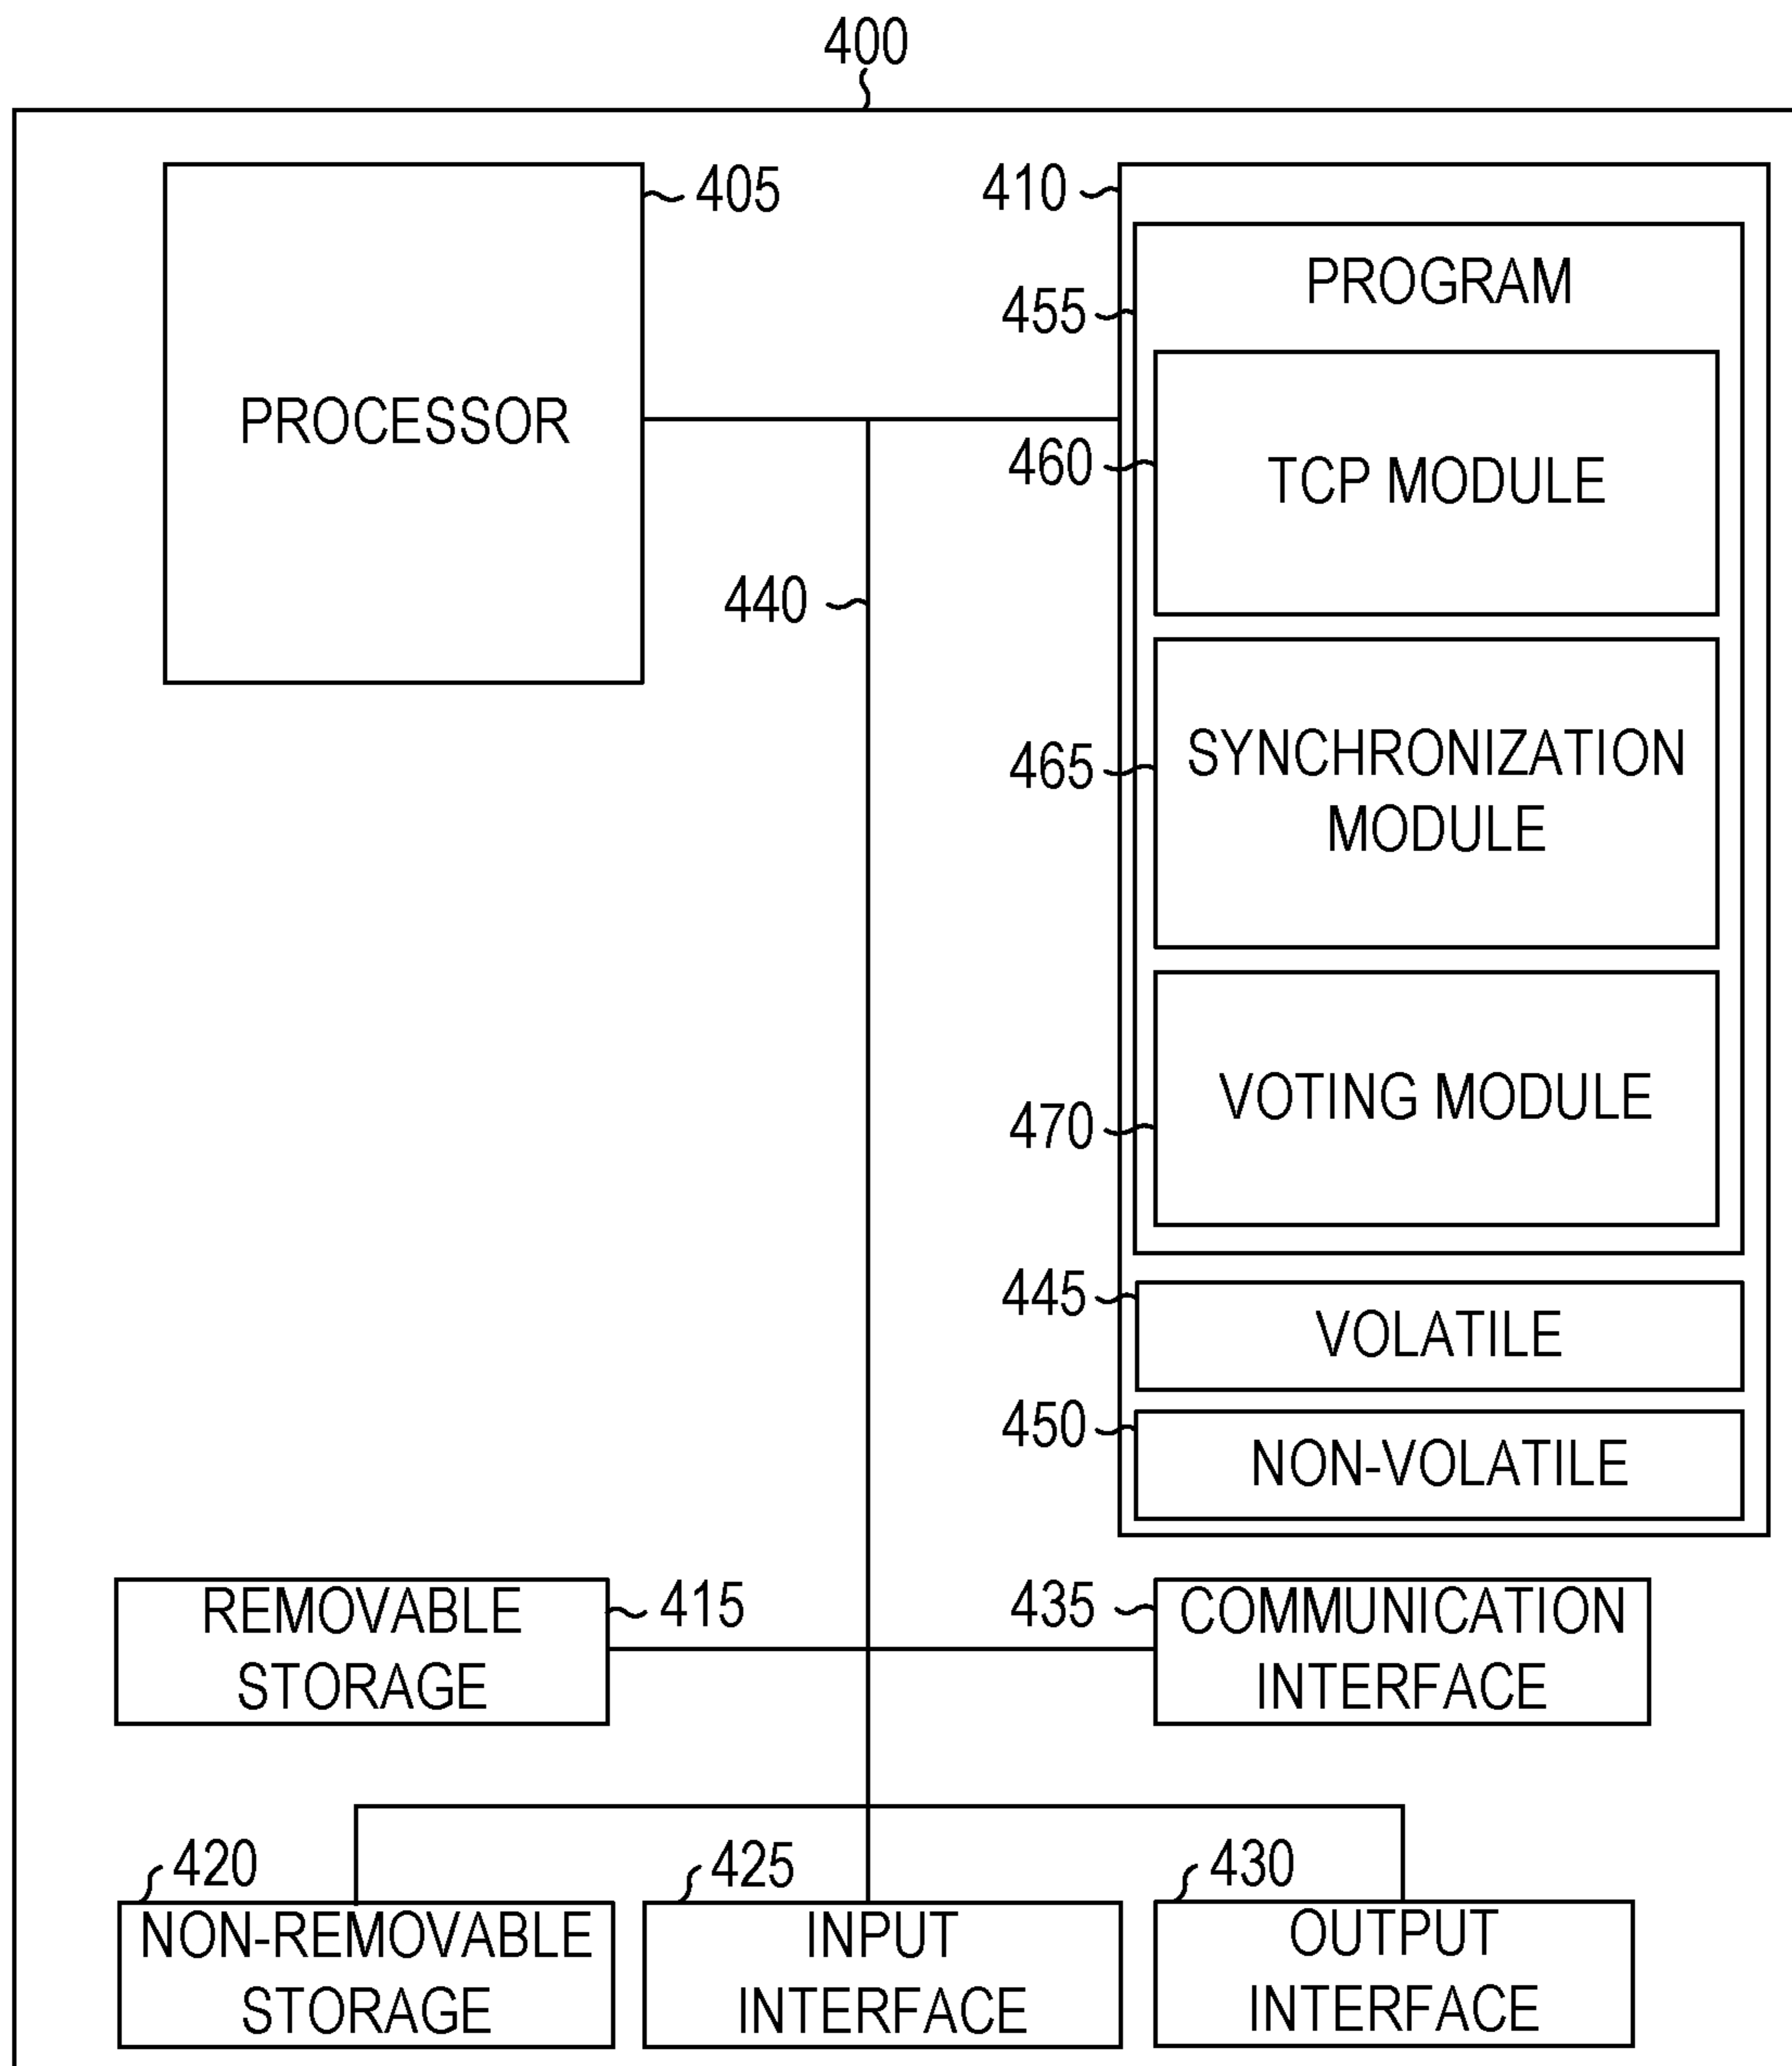 400
PROCESSOR
405
410
455
PROGRAM
460
TCP MODULE
440
465
SYNCHRONIZATION
MODULE
470
VOTING MODULE
445
VOLATILE
450
NON-VOLATILE
REMOVABLE
STORAGE
415
435
COMMUNICATION
INTERFACE
420
NON-REMOVABLE
STORAGE
425
INPUT
INTERFACE
430
OUTPUT
INTERFACE